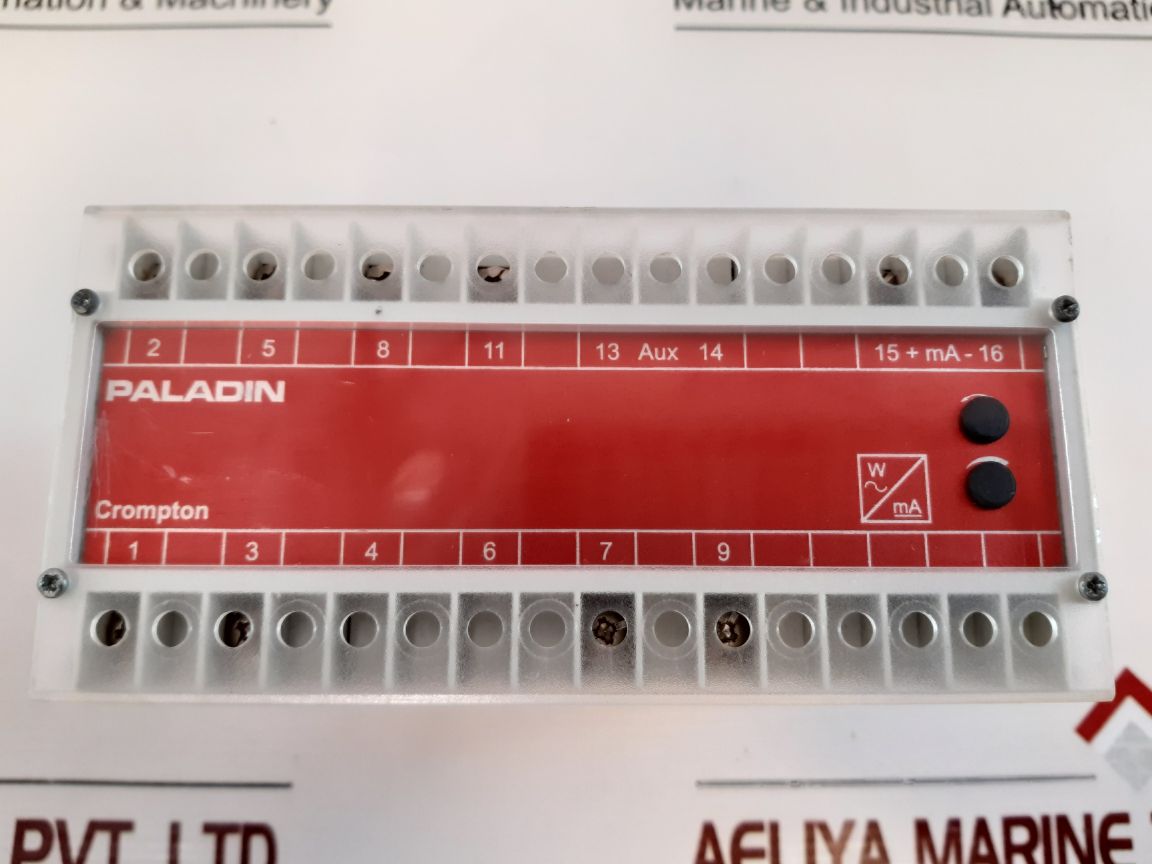 & Machinery
Marine & Industrial
2 5 8 11 13 Aux 14 15 + mA - 16
PALADIN
W
~
mA
Crompton
1 3 4 6 7 9
PVT LTD
AELIYA MARINE